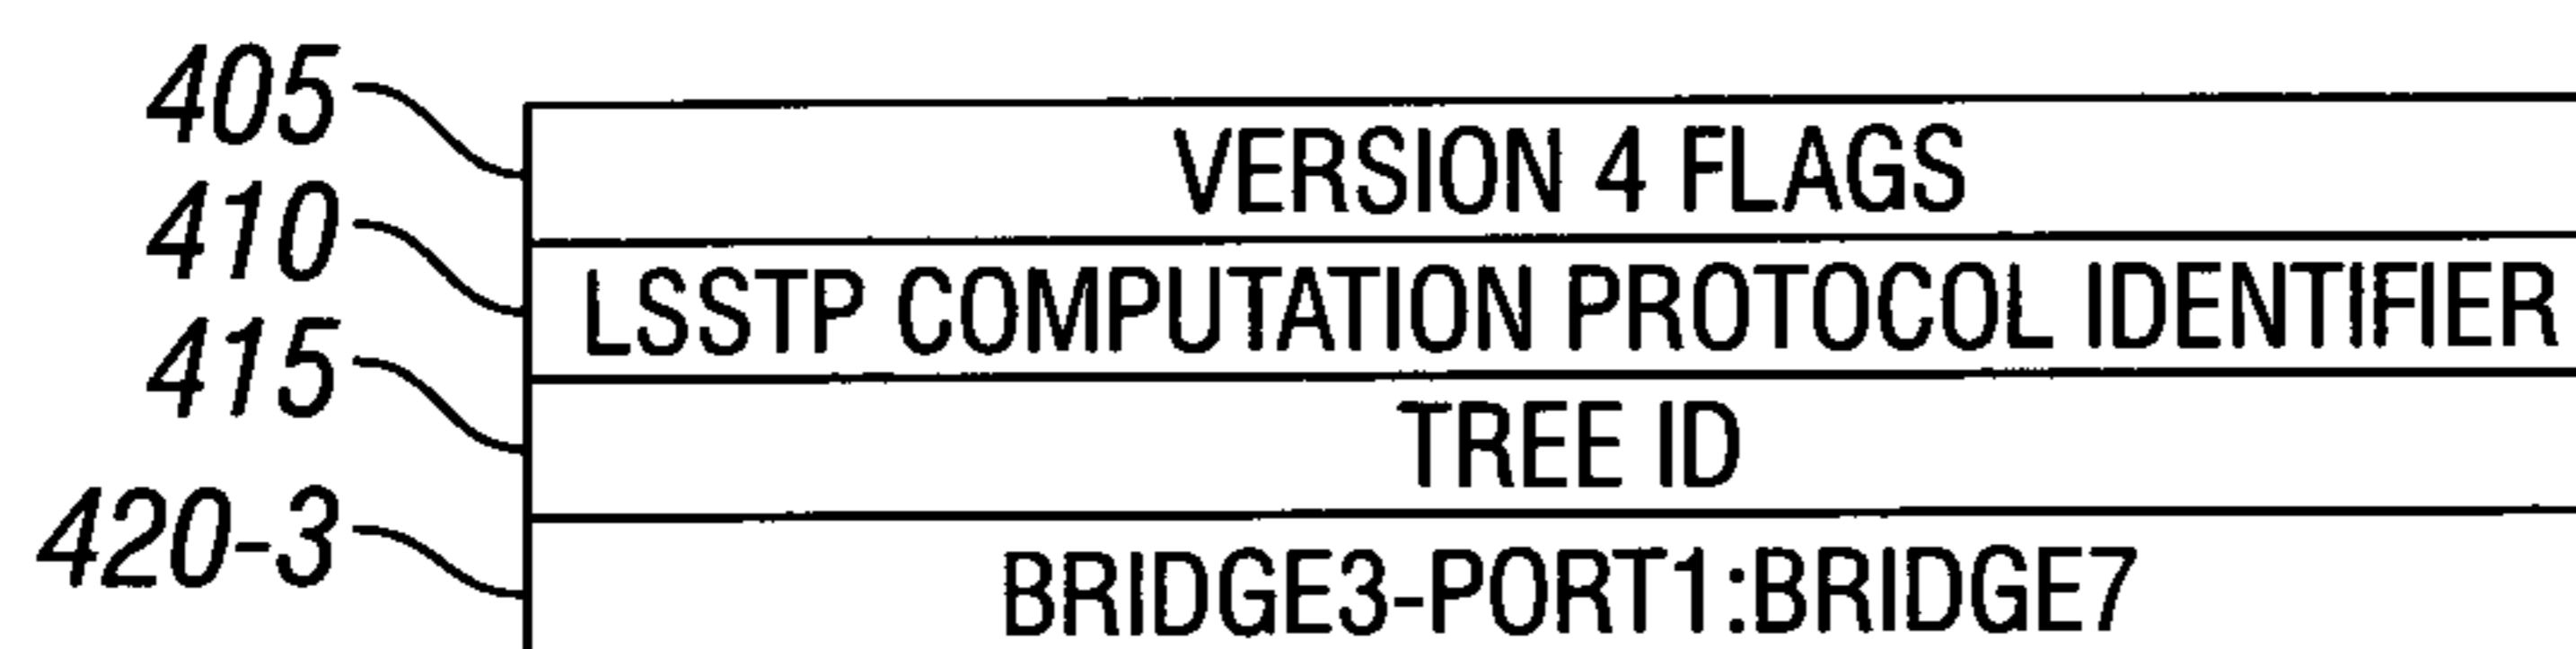 405 VERSION 4 FLAGS
410 LSSTP COMPUTATION PROTOCOL IDENTIFIER
415 TREE ID
420-3 BRIDGE3-PORT1:BRIDGE7